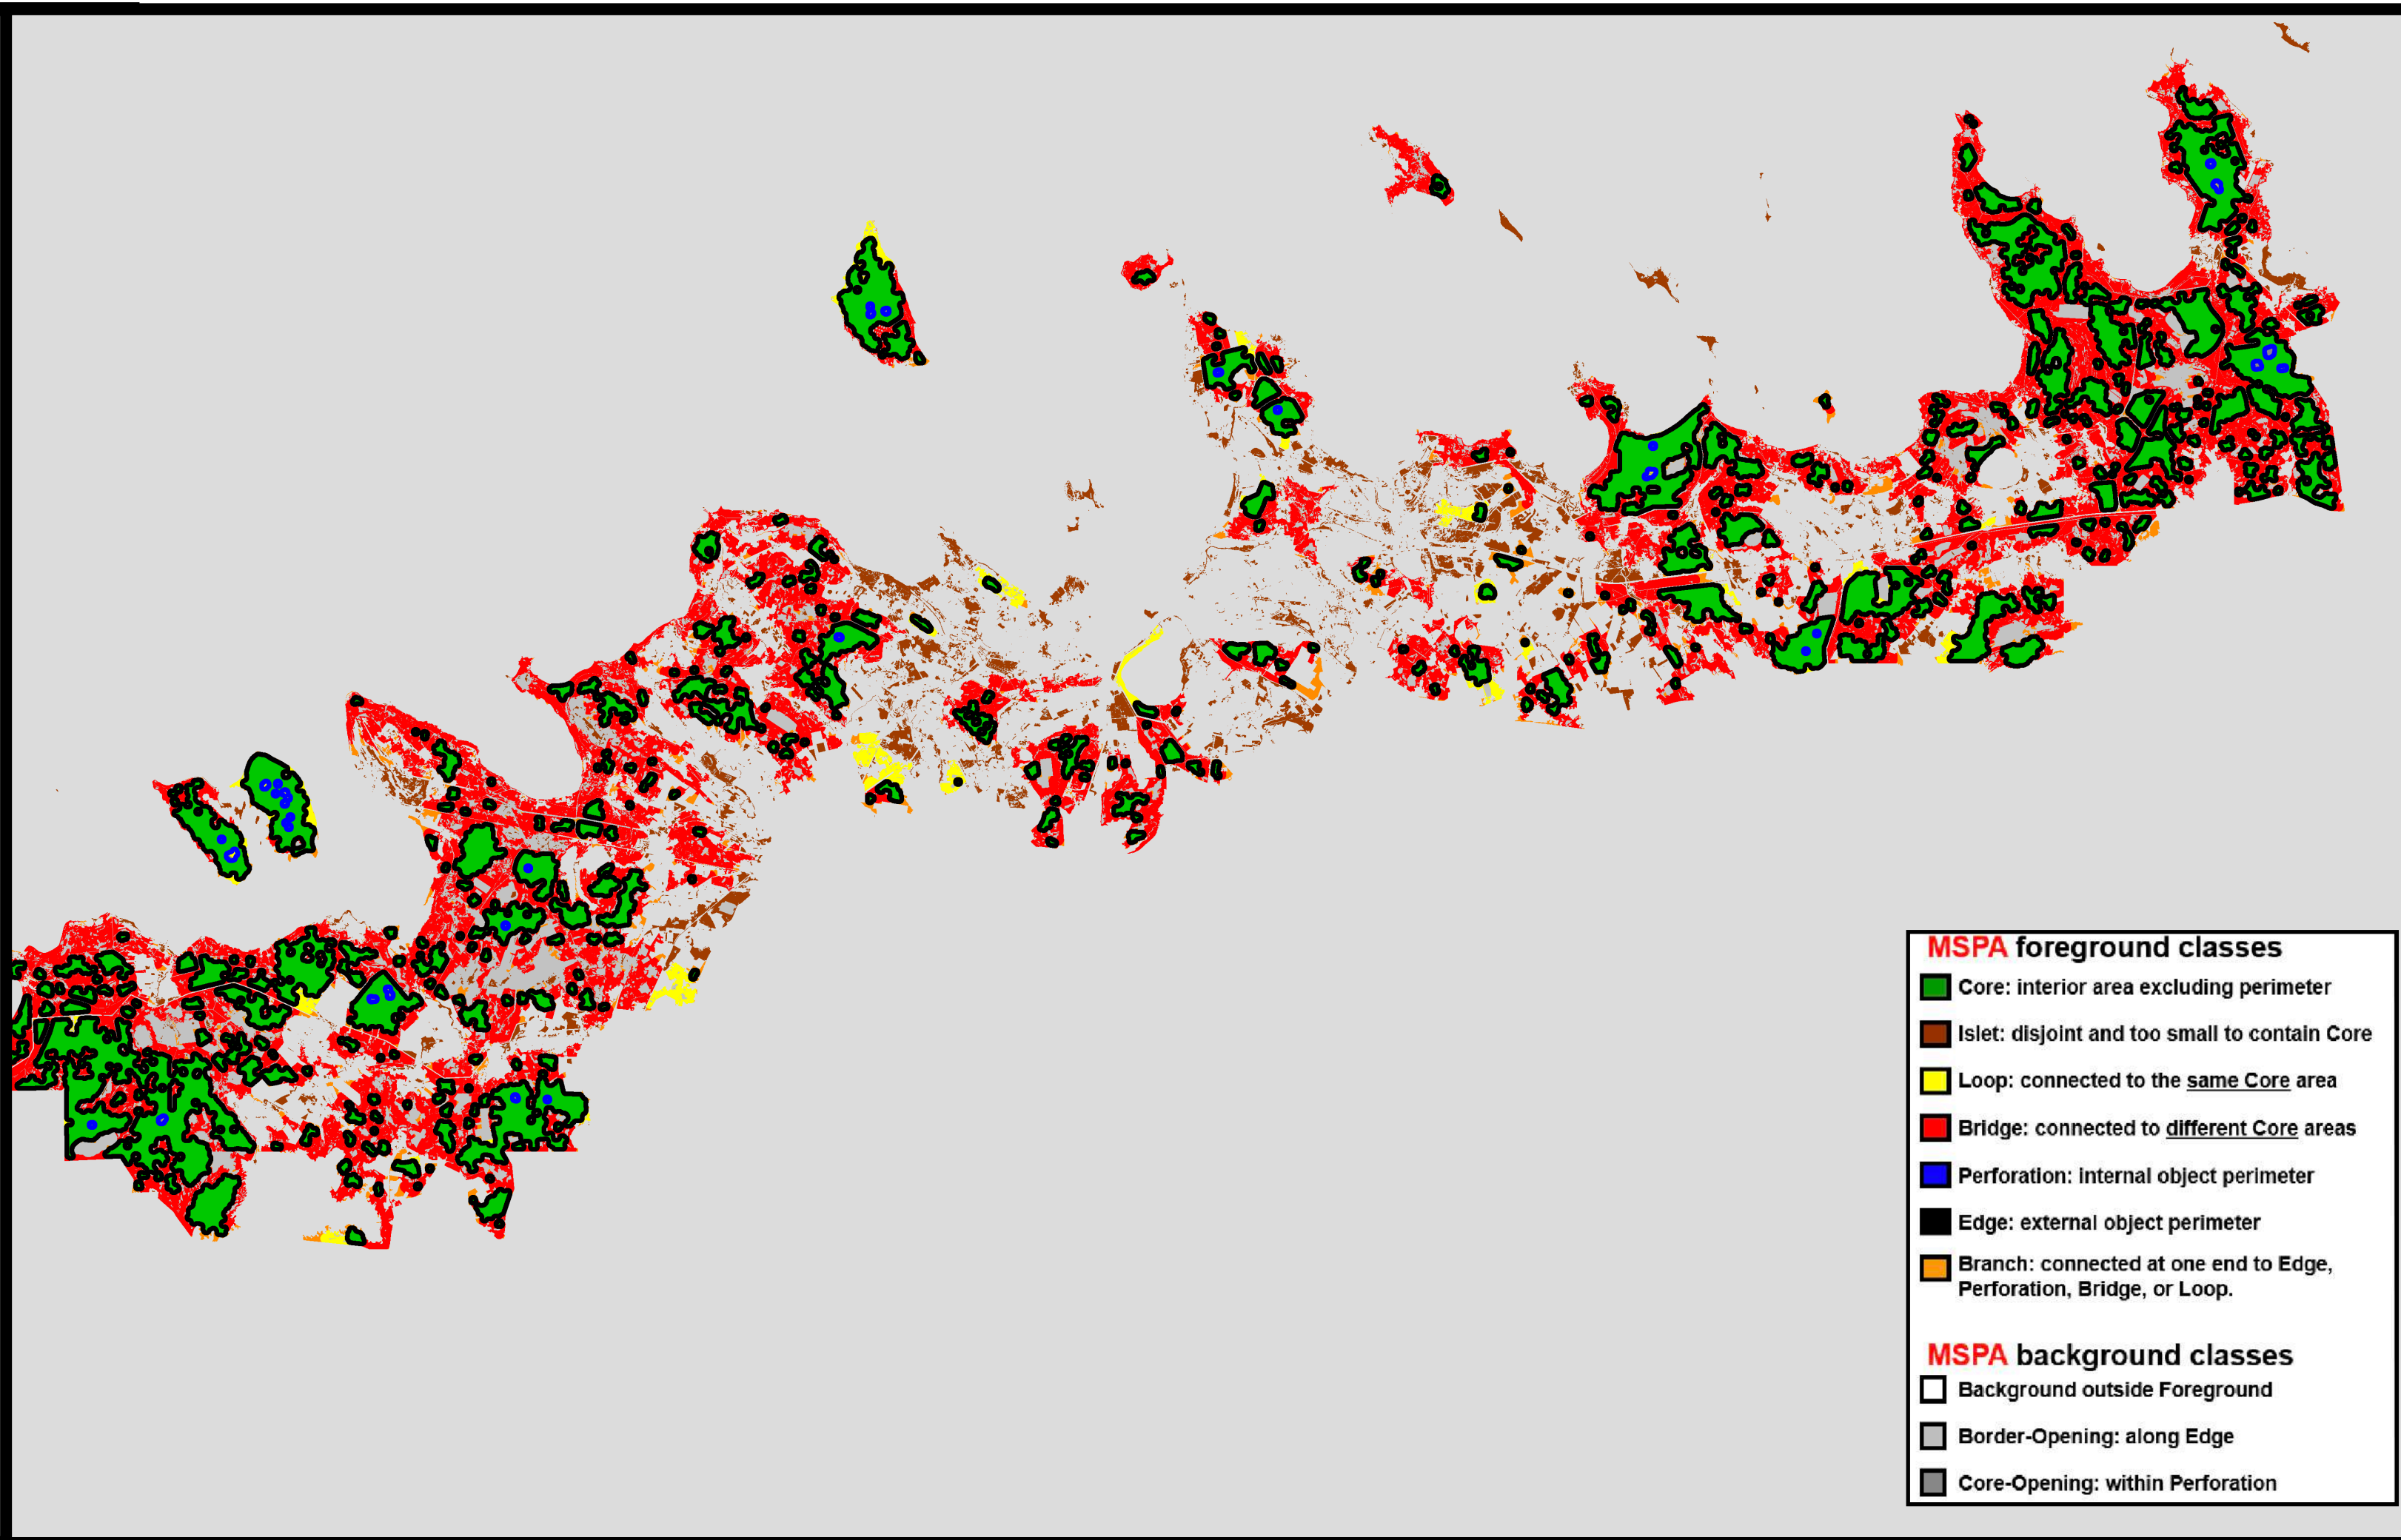 MSPA foreground classes
Core: interior area excluding perimeter
Islet: disjoint and too small to contain Core
Loop: connected to the same Core area
Bridge: connected to different Core areas
Perforation: internal object perimeter
Edge: external object perimeter
Branch: connected at one end to Edge,
Perforation, Bridge, or Loop.
MSPA background classes
Background outside Foreground
Border-Opening: along Edge
Core-Opening: within Perforation